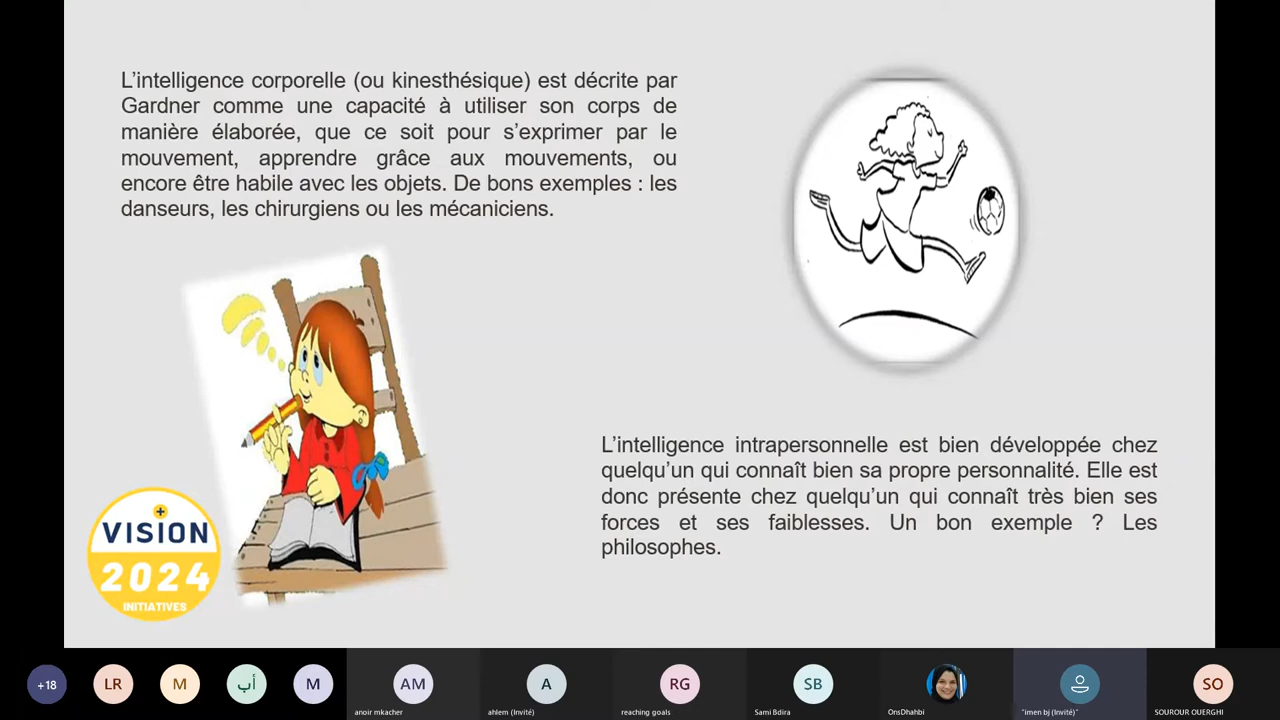 L’intelligence corporelle (ou kinesthésique) est décrite par
Gardner comme une capacité à utiliser son corps de
manière élaborée, que ce soit pour s’exprimer par le
mouvement, apprendre grâce aux mouvements, ou
encore être habile avec les objets. De bons exemples : les
danseurs, les chirurgiens ou les mécaniciens.
L’intelligence intrapersonnelle est bien développée chez
quelqu’un qui connaît bien sa propre personnalité. Elle est
donc présente chez quelqu’un qui connaît très bien ses
forces et ses faiblesses. Un bon exemple ? Les
philosophes.
VISION
2024
INITIATIVES
+18
LR
M
أب
M
AM
anoir mkacher
A
ahlem (Invité)
RG
reaching goals
SB
Sami Bdira
OnsDhahbi
"imen bj (Invité)"
SO
SOUROUR OUERGHI